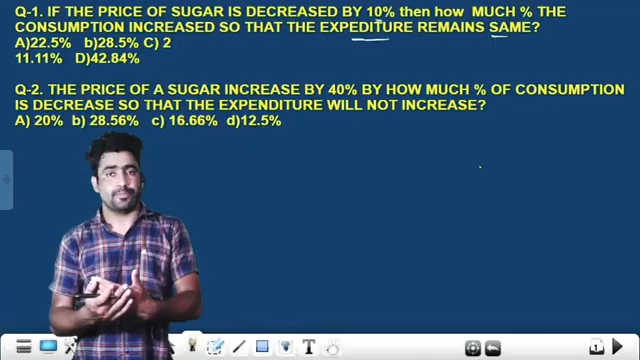 Q-1. IF THE PRICE OF SUGAR IS DECREASED BY 10% then how MUCH % THE
CONSUMPTION INCREASED SO THAT THE EXPEDITURE REMAINS SAME?
A)22.5% b)28.5% C) 2
11.11% D)42.84%
Q-2. THE PRICE OF A SUGAR INCREASE BY 40% BY HOW MUCH % OF CONSUMPTION
IS DECREASE SO THAT THE EXPENDITURE WILL NOT INCREASE?
A) 20% b) 28.56% c) 16.66% d)12.5%
T 1